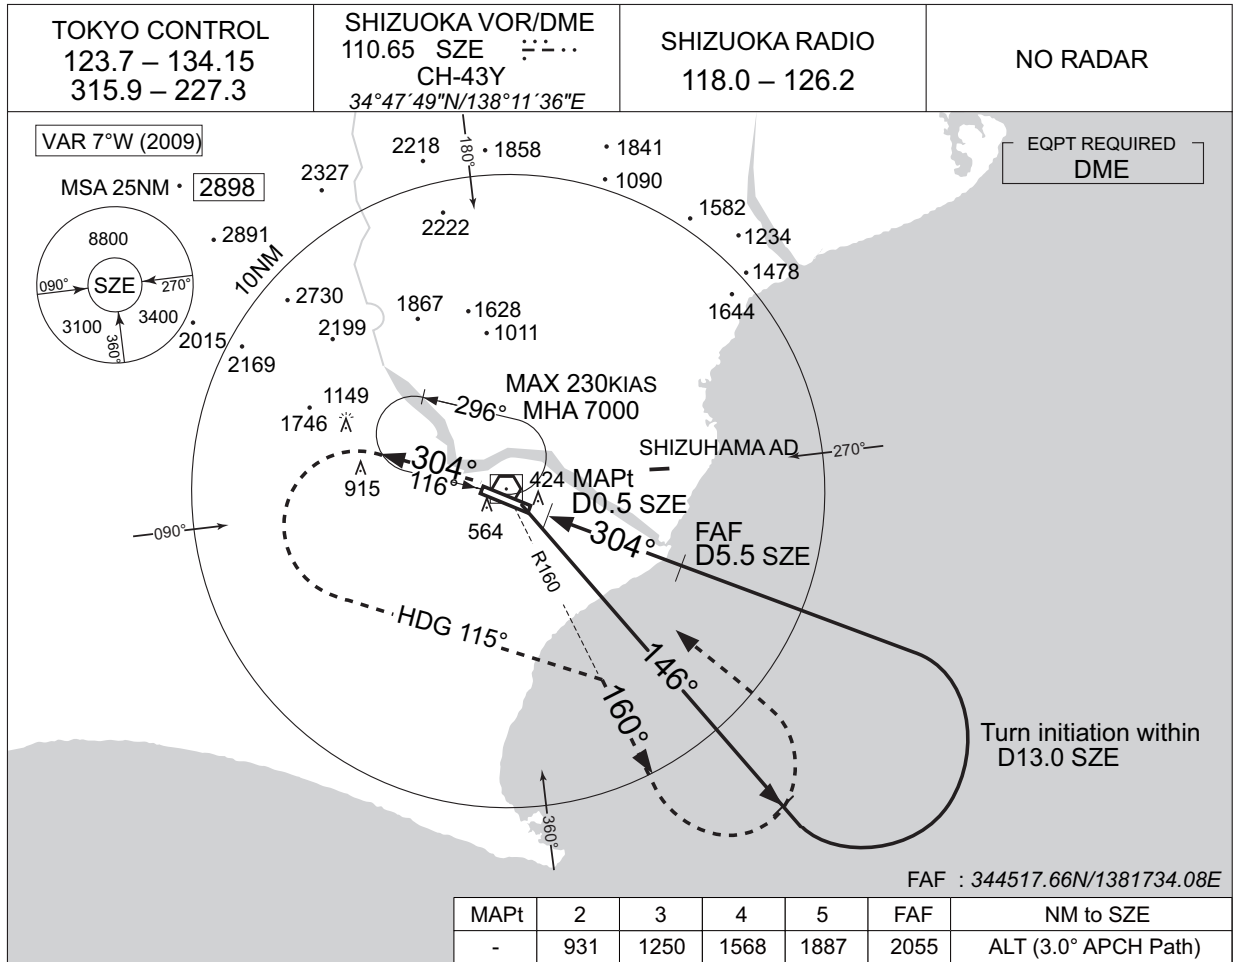 TOKYO CONTROL
123.7 – 134.15
315.9 – 227.3
SHIZUOKA VOR/DME
110.65 SZE
CH-43Y
34°47´49"N/138°11´36"E
SHIZUOKA RADIO
118.0 – 126.2
NO RADAR
VAR 7°W (2009)
EQPT REQUIRED
DME
MSA 25NM
2898
8800
SZE
090°
270°
3100
3400
360°
180°
2218
1858
1841
2327
1090
2222
1582
2891
1234
10NM
1478
2730
1867
1628
1644
2015
2199
1011
2169
1149
1746
MAX 230KIAS
MHA 7000
296°
SHIZUHAMA AD
270°
304°
915
116°
424
MAPt
D0.5 SZE
564
304°
FAF
D5.5 SZE
090°
R160
HDG 115°
146°
160°
Turn initiation within
D13.0 SZE
360°
FAF : 344517.66N/1381734.08E
MAPt 2 3 4 5 FAF NM to SZE
- 931 1250 1568 1887 2055 ALT (3.0° APCH Path)